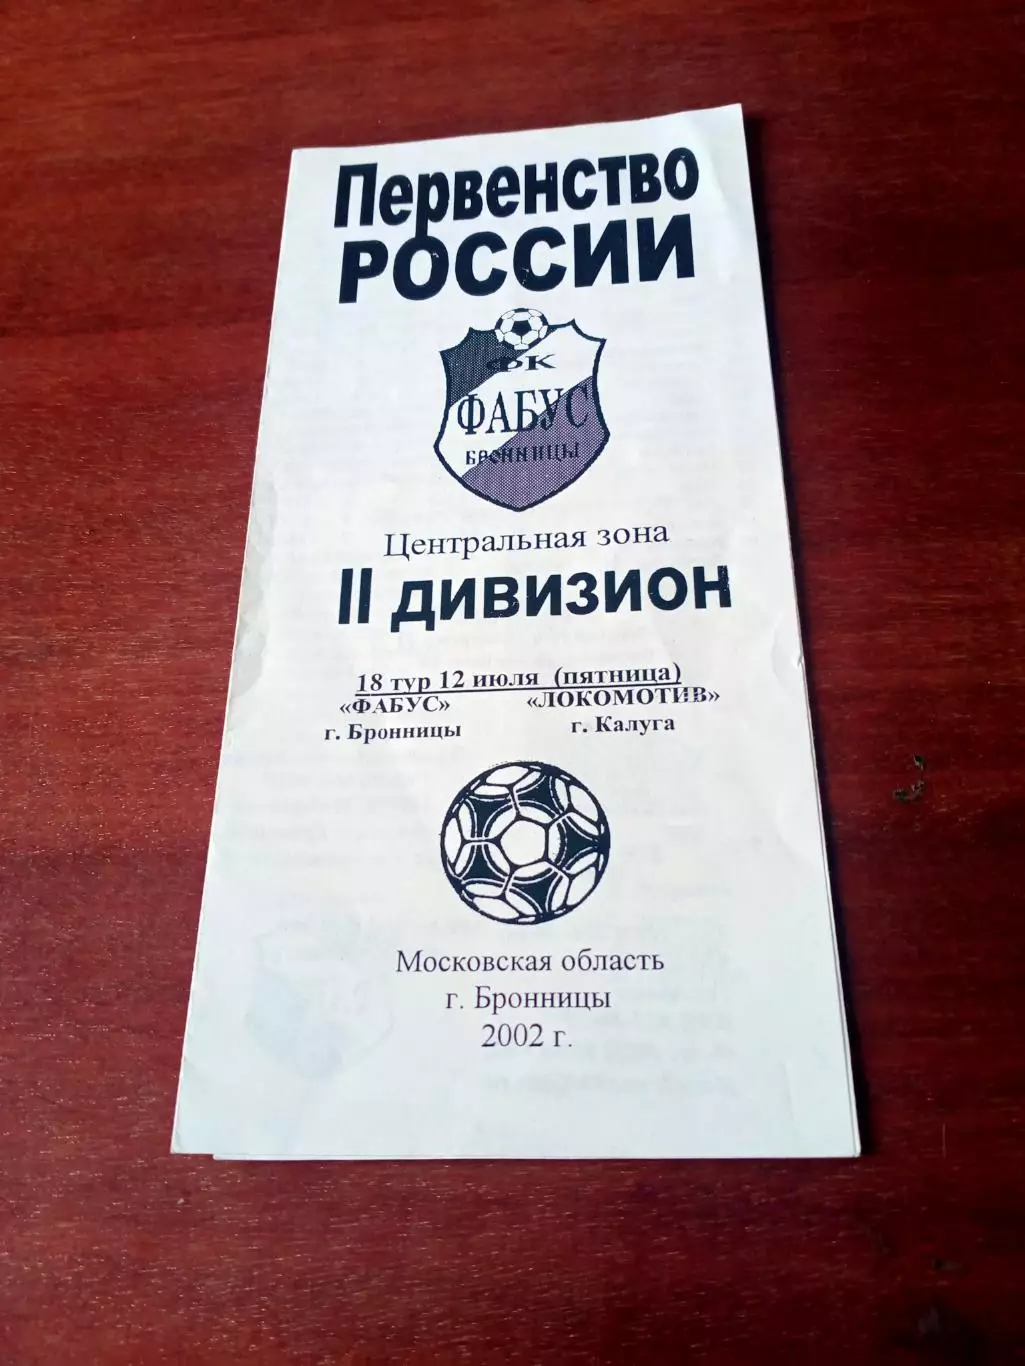 Первенство
РОССИИ
ФК
ФАБУС
БРОННИЦЫ
Центральная зона
II дивизион
18 тур 12 июля (пятница)
«ФАБУС» «ЛОКОМОТИВ»
г. Бронницы г. Калуга
Московская область
г. Бронницы
2002 г.